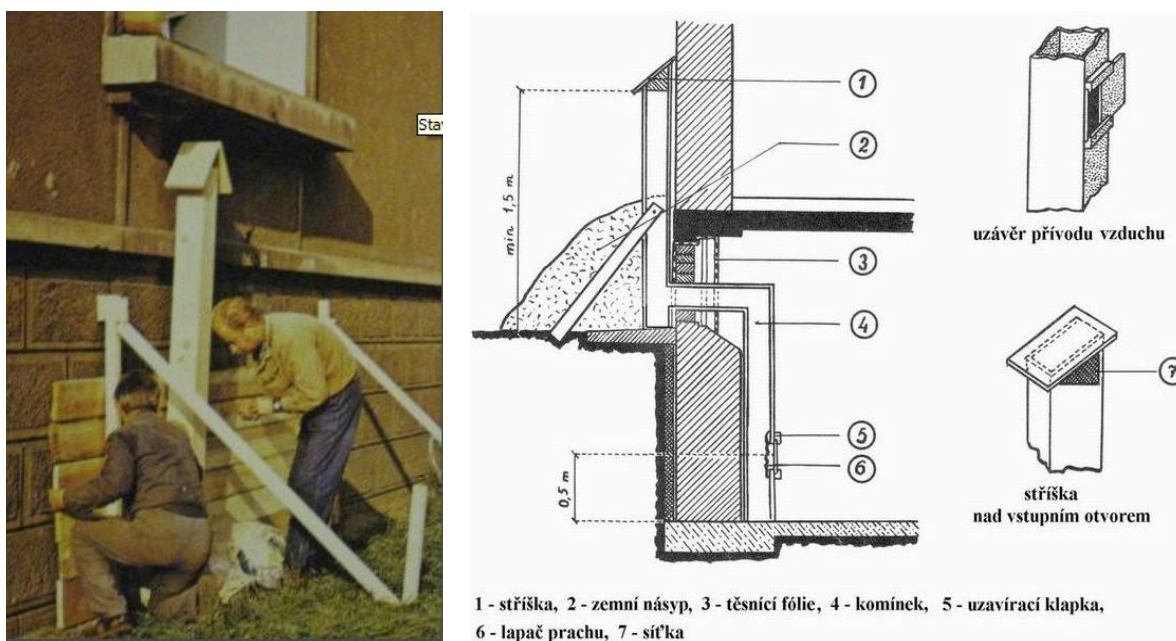 Sta
min 1,5 m
0,5 m
1
2
3
4
5
6
uzávěr přívodu vzduchu
7
stříška
nad vstupním otvorem
1 - stříška, 2 - zemní násyp, 3 - těsnící fólie, 4 - komínek, 5 - uzavírací klapka,
6 - lapač prachu, 7 - síťka